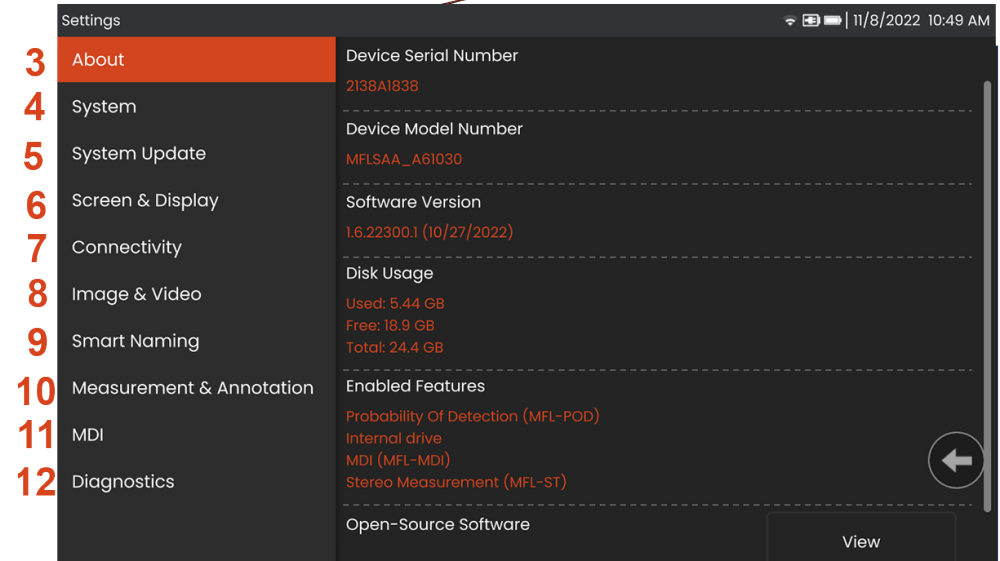 Settings
11/8/2022 10:49 AM
3 About
4 System
5 System Update
6 Screen & Display
7 Connectivity
8 Image & Video
9 Smart Naming
10 Measurement & Annotation
11 MDI
12 Diagnostics
Device Serial Number
2138A1838
Device Model Number
MFLSAA_A61030
Software Version
1.6.22300.1 (10/27/2022)
Disk Usage
Used: 5.44 GB
Free: 18.9 GB
Total: 24.4 GB
Enabled Features
Probability Of Detection (MFL-POD)
Internal drive
MDI (MFL-MDI)
Stereo Measurement (MFL-ST)
Open-Source Software
View